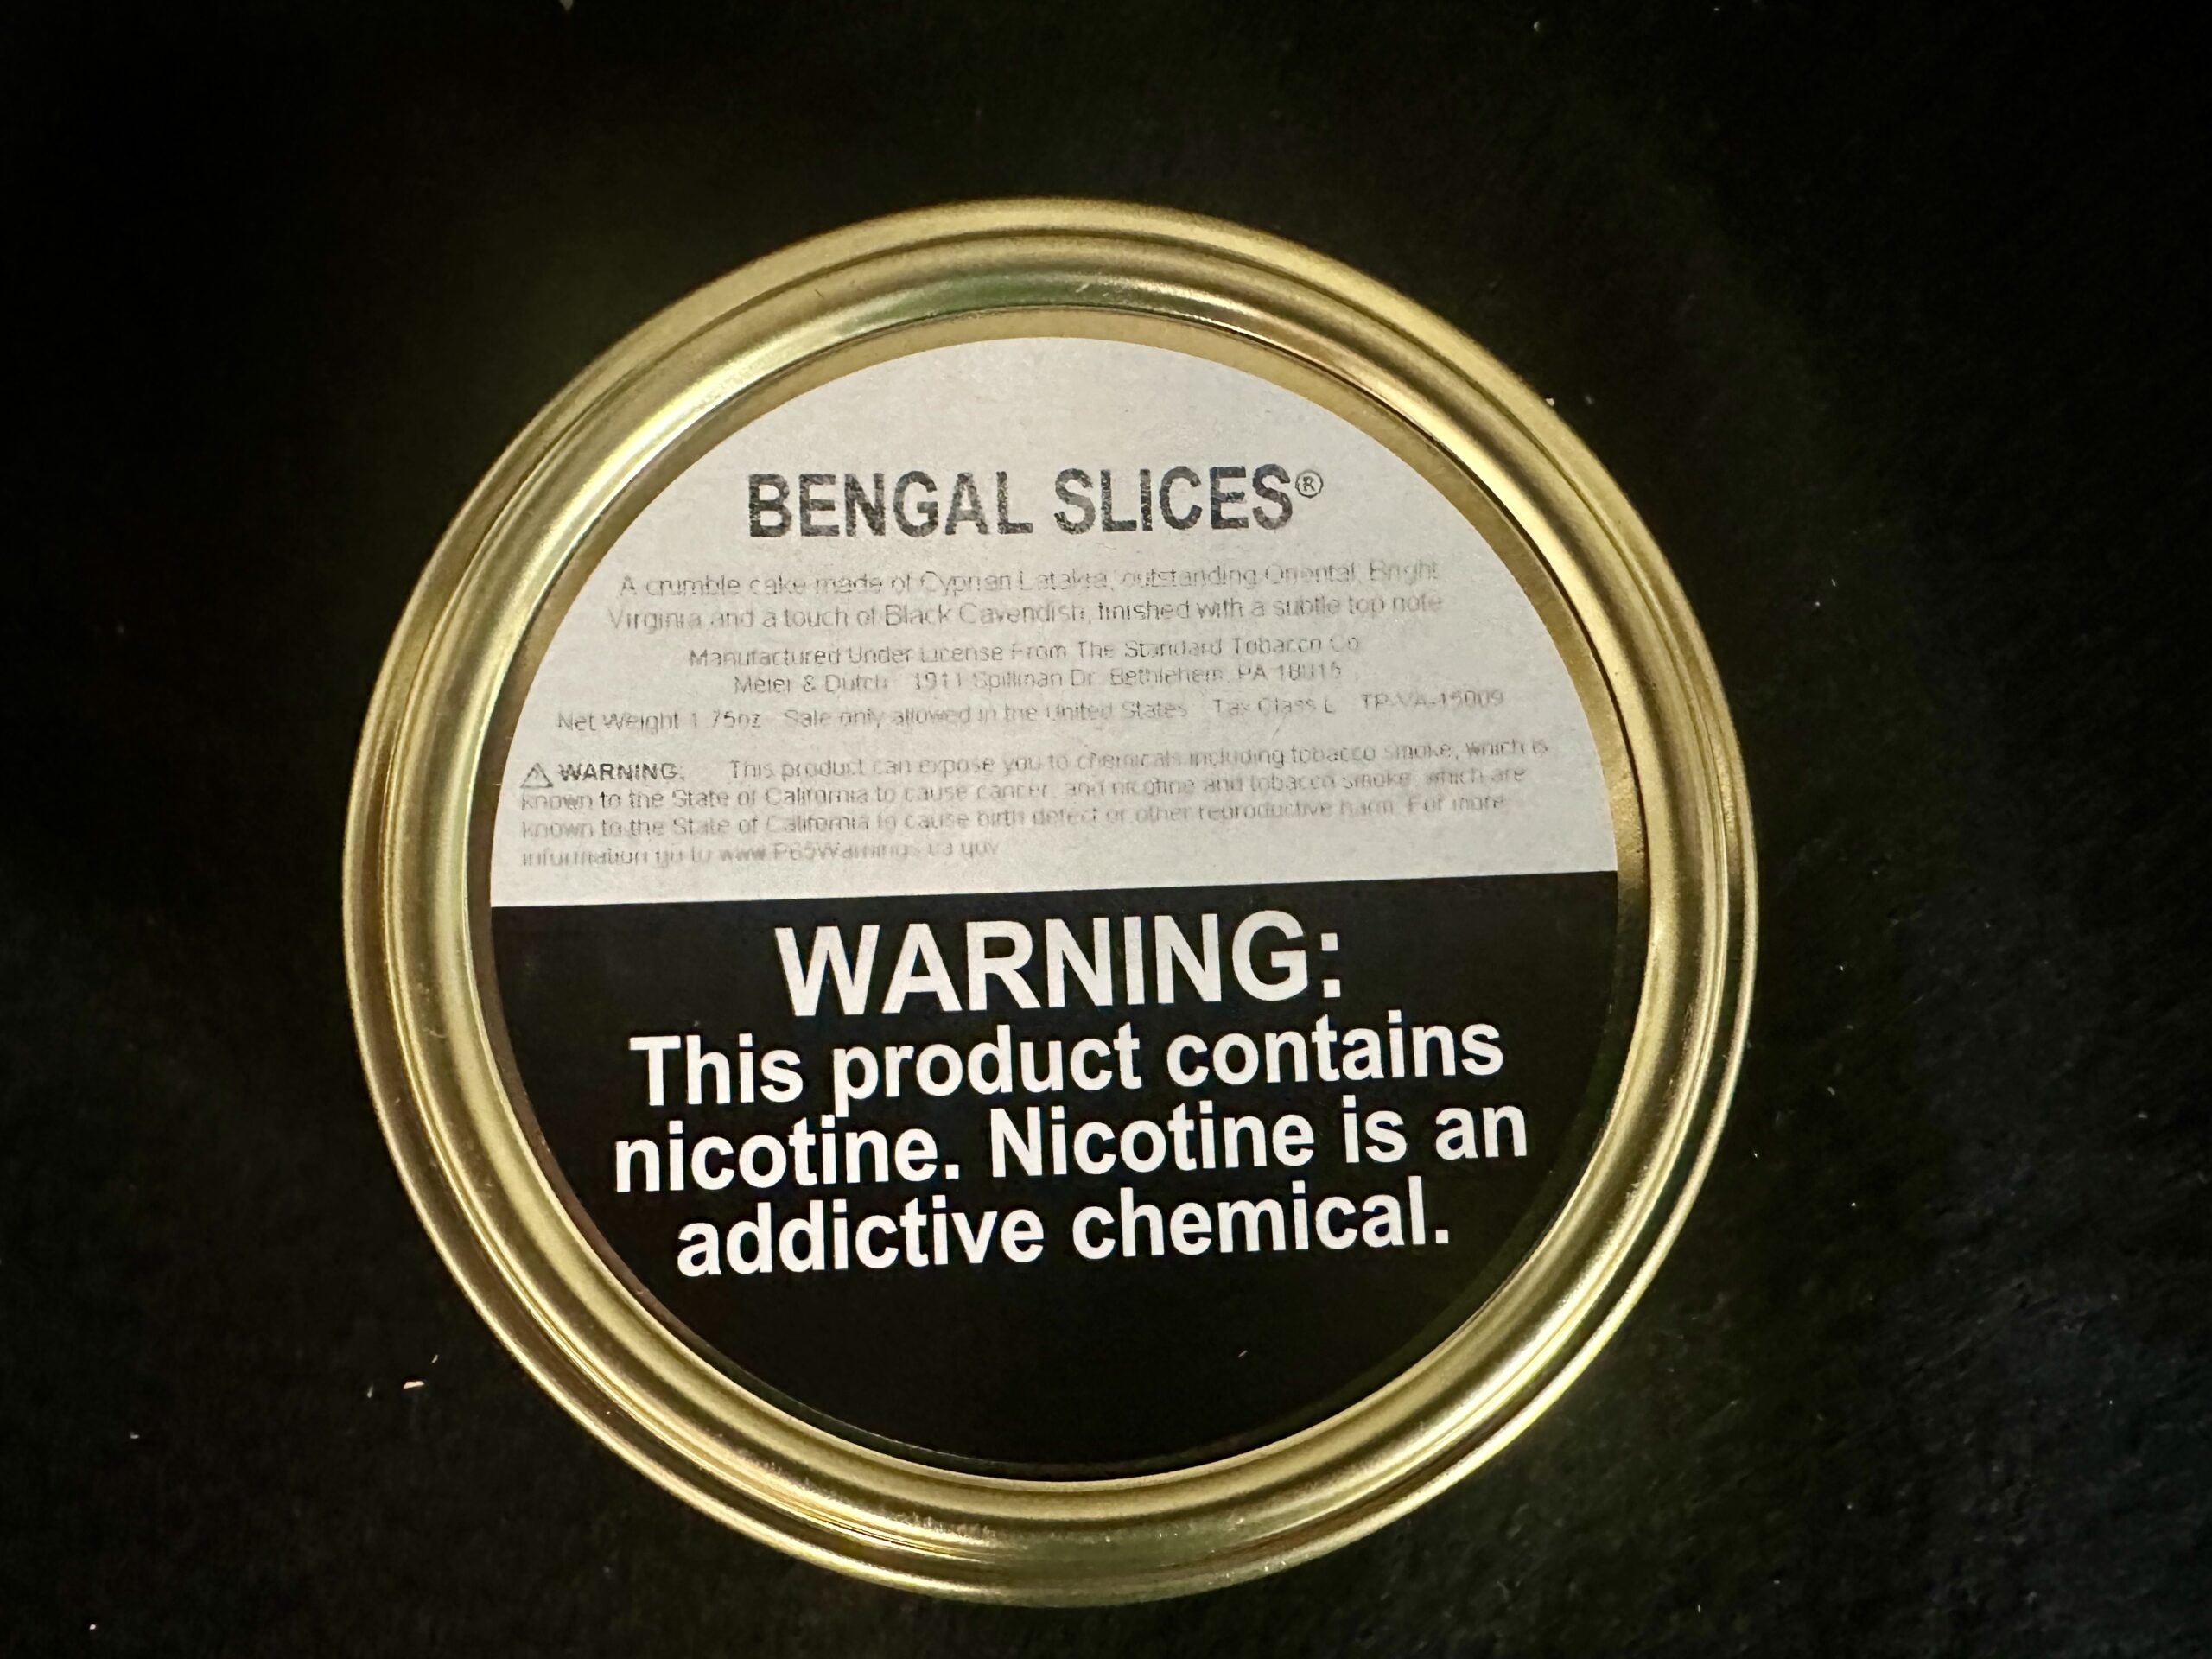 BENGAL SLICES®
A crumble cake made of Cyprian Latakia, outstanding Oriental, Bright
Virginia and a touch of Black Cavendish, finished with a subtle top note
Manufactured Under License From The Standard Tobacco Co
Meier & Dutch 1911 Spillman Dr. Bethlehem, PA 18015
Net Weight 1.75oz Sale only allowed in the United States Tax Class L TP-VA-15009
⚠ WARNING: This product can expose you to chemicals including tobacco smoke, which is
known to the State of California to cause cancer, and nicotine and tobacco smoke, which are
known to the State of California to cause birth defect or other reproductive harm. For more
information go to www.P65Warnings.ca.gov
WARNING:
This product contains
nicotine. Nicotine is an
addictive chemical.